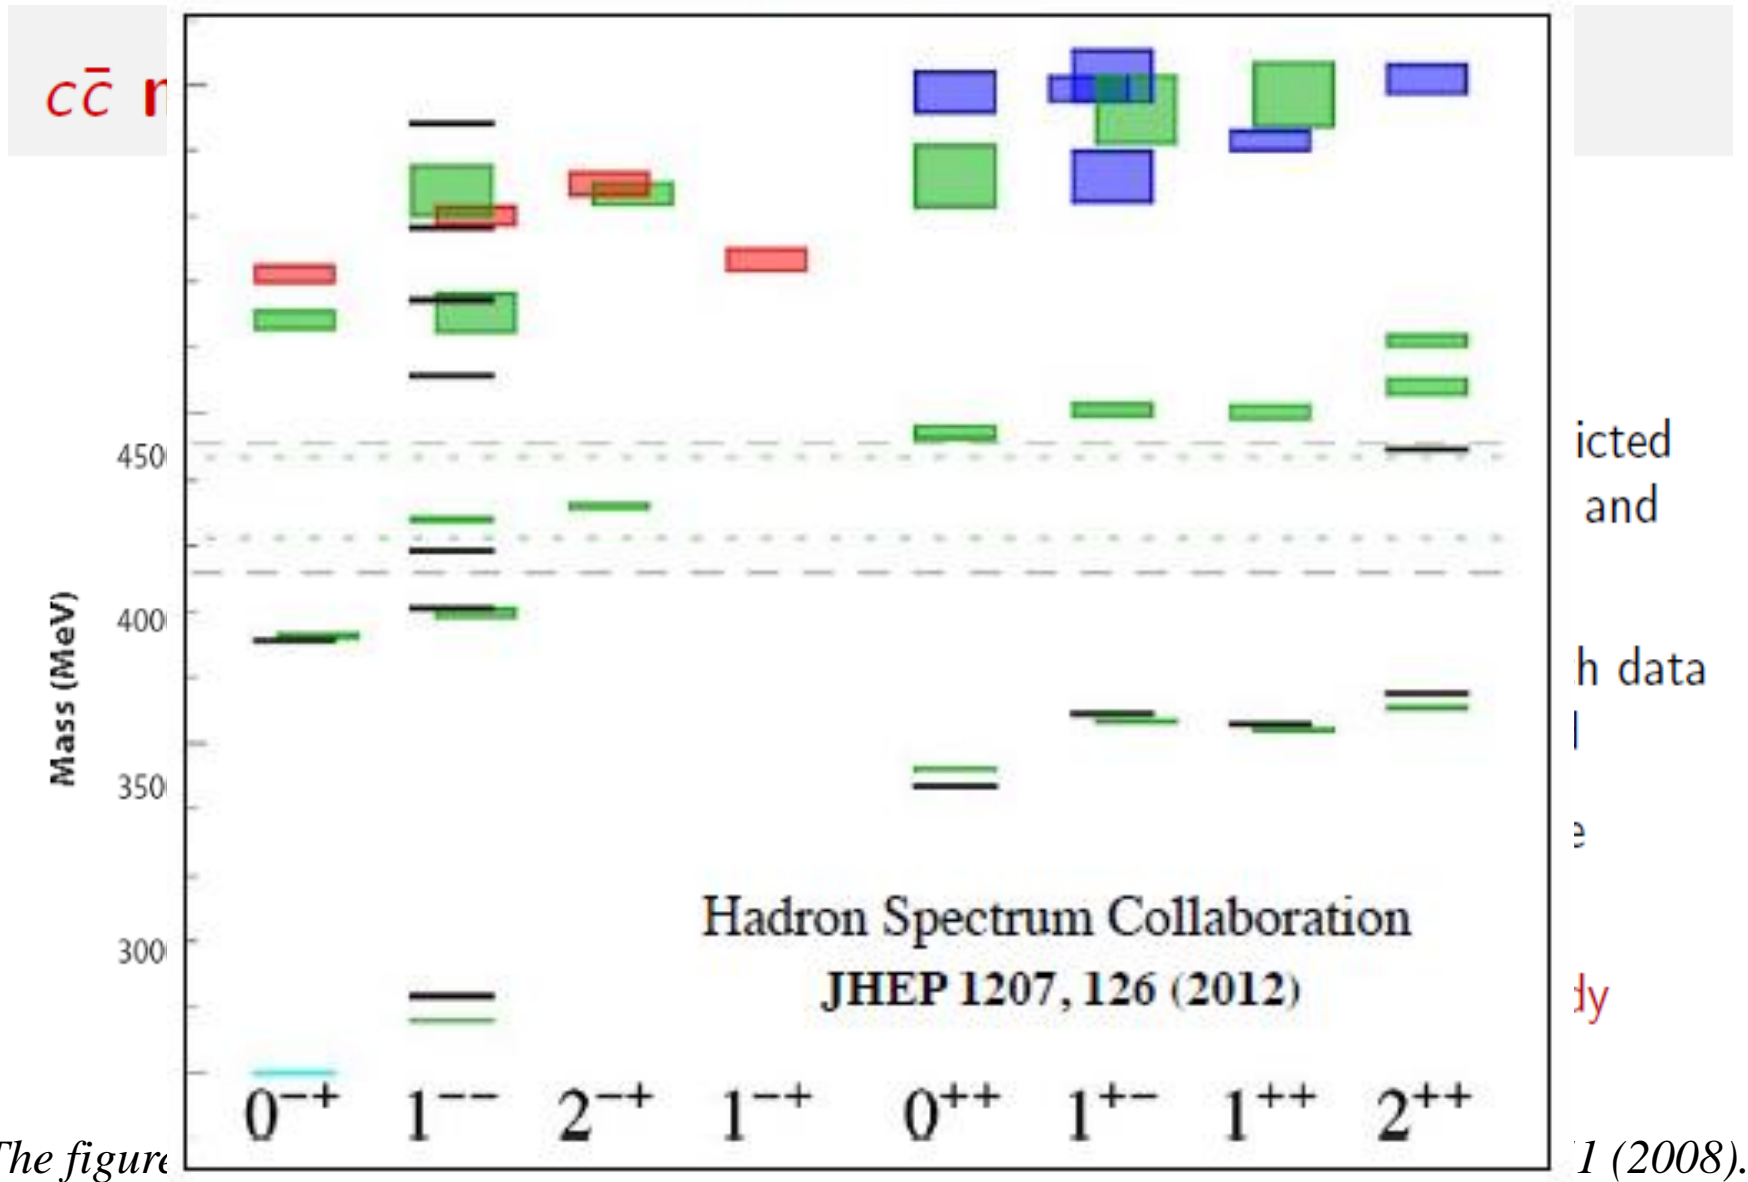 cc̄
icted
450
and
400
Mass (MeV)
h data
350
e
Hadron Spectrum Collaboration
300
JHEP 1207, 126 (2012)
dy
0⁻⁺ 1⁻⁻ 2⁻⁺ 1⁻⁺ 0⁺⁺ 1⁺⁻ 1⁺⁺ 2⁺⁺
The figure 1 (2008).